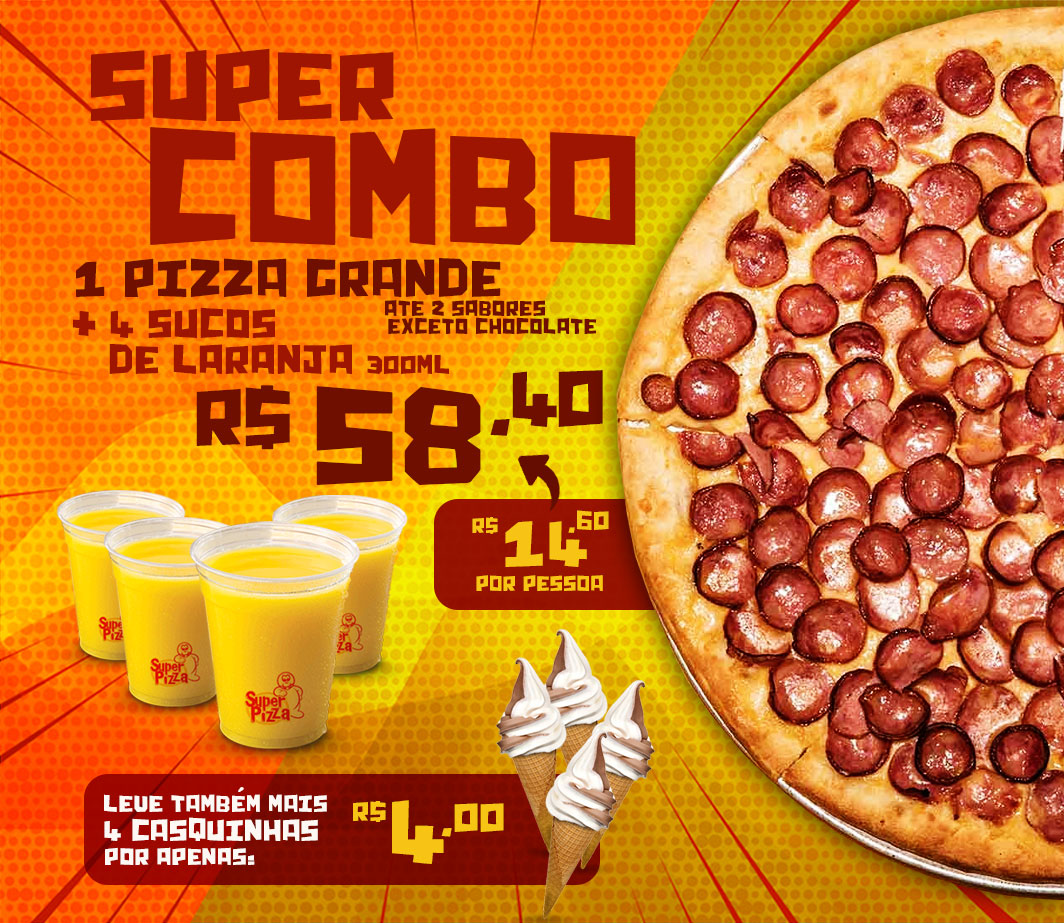 SUPER
COMBO
1 PIZZA GRANDE
ATE 2 SABORES
EXCETO CHOCOLATE
+ 4 SUCOS
DE LARANJA 300ML
R$ 58,40
R$ 14,60
POR PESSOA
Super
Pizza
Super
Pizza
Super
Pizza
LEVE TAMBÉM MAIS
4 CASQUINHAS
POR APENAS:
R$ 4,00